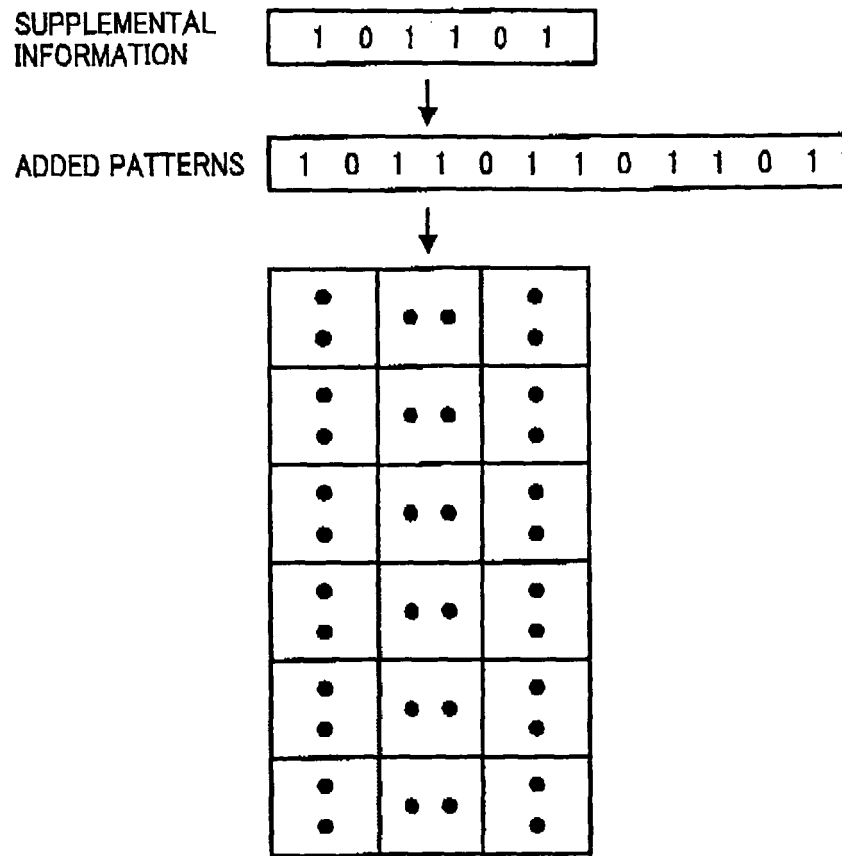 SUPPLEMENTAL
INFORMATION
1 0 1 1 0 1
ADDED PATTERNS
1 0 1 1 0 1 1 0 1 1 0 1